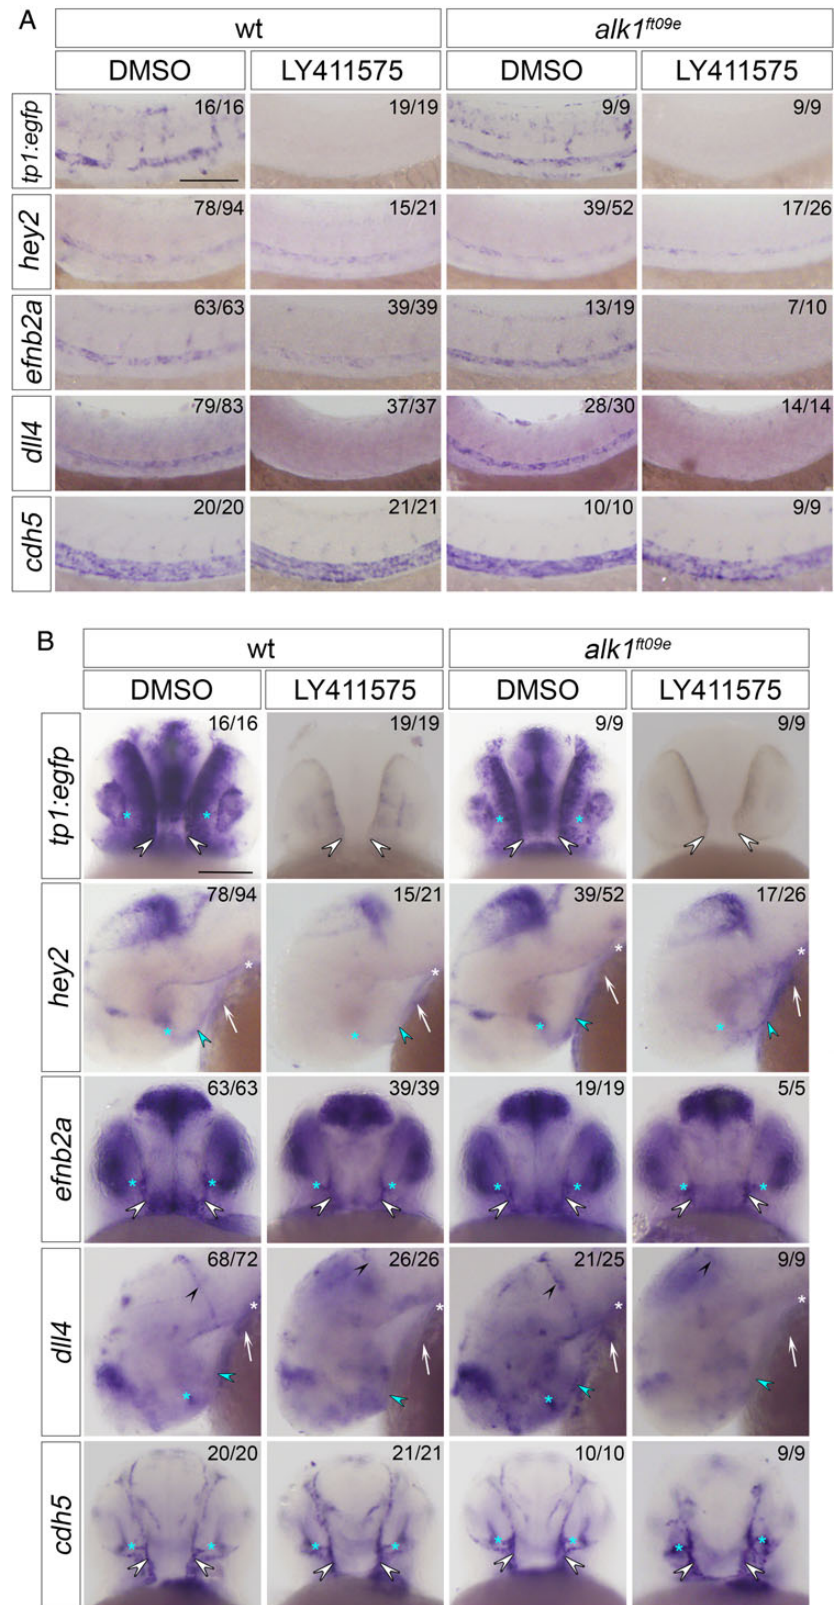 A
wt alk1ft09e
DMSO LY411575 DMSO LY411575
tp1:egfp 16/16 19/19 9/9 9/9
hey2 78/94 15/21 39/52 17/26
efnb2a 63/63 39/39 13/19 7/10
dll4 79/83 37/37 28/30 14/14
cdh5 20/20 21/21 10/10 9/9
B
wt alk1ft09e
DMSO LY411575 DMSO LY411575
tp1:egfp 16/16 19/19 9/9 9/9
hey2 78/94 15/21 39/52 17/26
efnb2a 63/63 39/39 19/19 5/5
dll4 68/72 26/26 21/25 9/9
cdh5 20/20 21/21 10/10 9/9